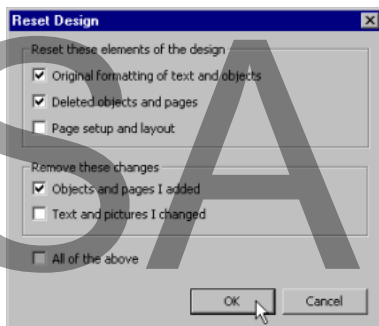 Reset Design
Reset these elements of the design
Original formatting of text and objects
Deleted objects and pages
Page setup and layout
Remove these changes
Objects and pages I added
Text and pictures I changed
All of the above
OK
Cancel
SA